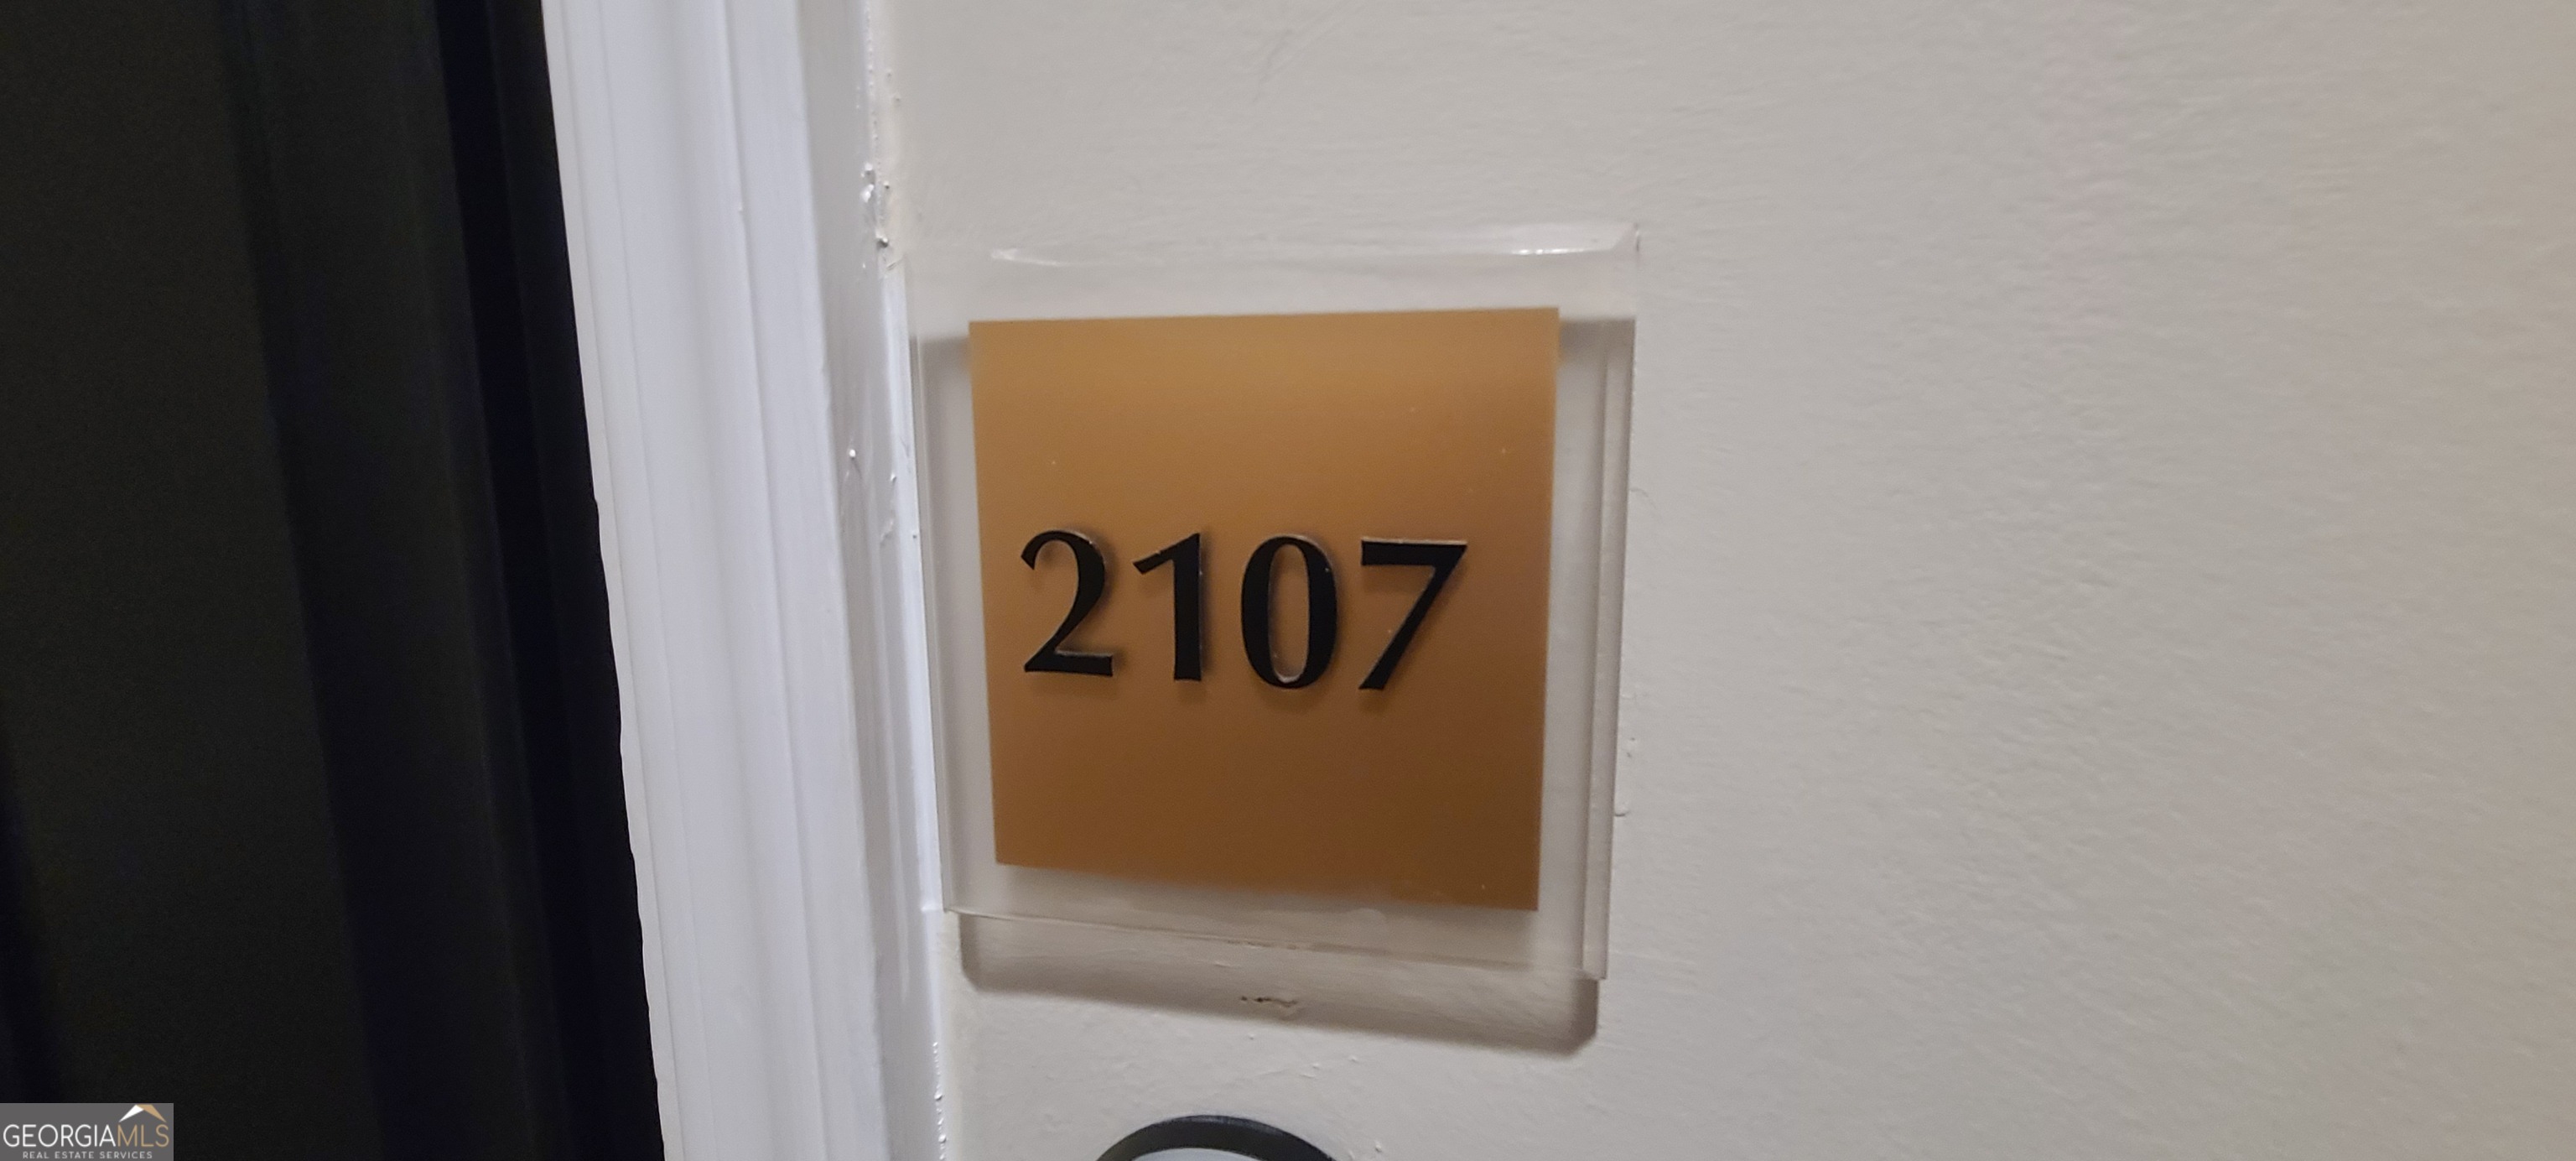 2107
GEORGIAMLS
REAL ESTATE SERVICES